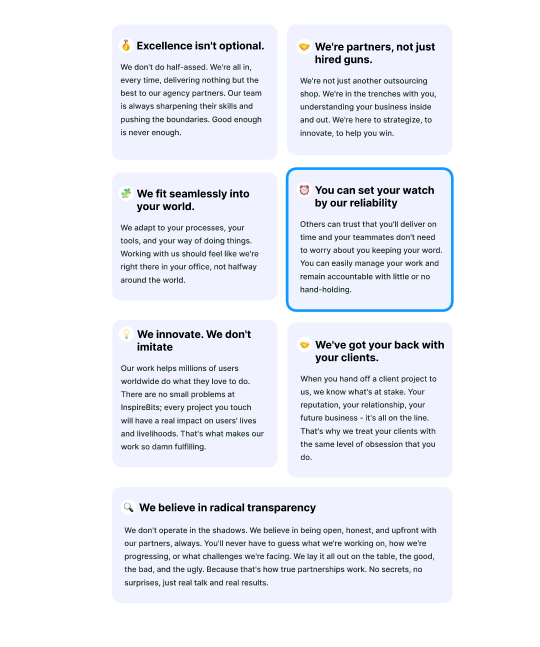 Excellence isn't optional.
We don't do half-assed. We're all in,
every time, delivering nothing but the
best to our agency partners. Our team
is always sharpening their skills and
pushing the boundaries. Good enough
is never enough.
We're partners, not just
hired guns.
We're not just another outsourcing
shop. We're in the trenches with you,
understanding your business inside
and out. We're here to strategize, to
innovate, to help you win.
We fit seamlessly into
your world.
We adapt to your processes, your
tools, and your way of doing things.
Working with us should feel like we're
right there in your office, not halfway
around the world.
You can set your watch
by our reliability
Others can trust that you'll deliver on
time and your teammates don't need
to worry about you keeping your word.
You can easily manage your work and
remain accountable with little or no
hand-holding.
We innovate. We don't
imitate
Our work helps millions of users
worldwide do what they love to do.
There are no small problems at
InspireBits; every project you touch
will have a real impact on users' lives
and livelihoods. That's what makes our
work so damn fulfilling.
We've got your back with
your clients.
When you hand off a client project to
us, we know what's at stake. Your
reputation, your relationship, your
future business - it's all on the line.
That's why we treat your clients with
the same level of obsession that you
do.
We believe in radical transparency
We don't operate in the shadows. We believe in being open, honest, and upfront with
our partners, always. You'll never have to guess what we're working on, how we're
progressing, or what challenges we're facing. We lay it all out on the table, the good,
the bad, and the ugly. Because that's how true partnerships work. No secrets, no
surprises, just real talk and real results.